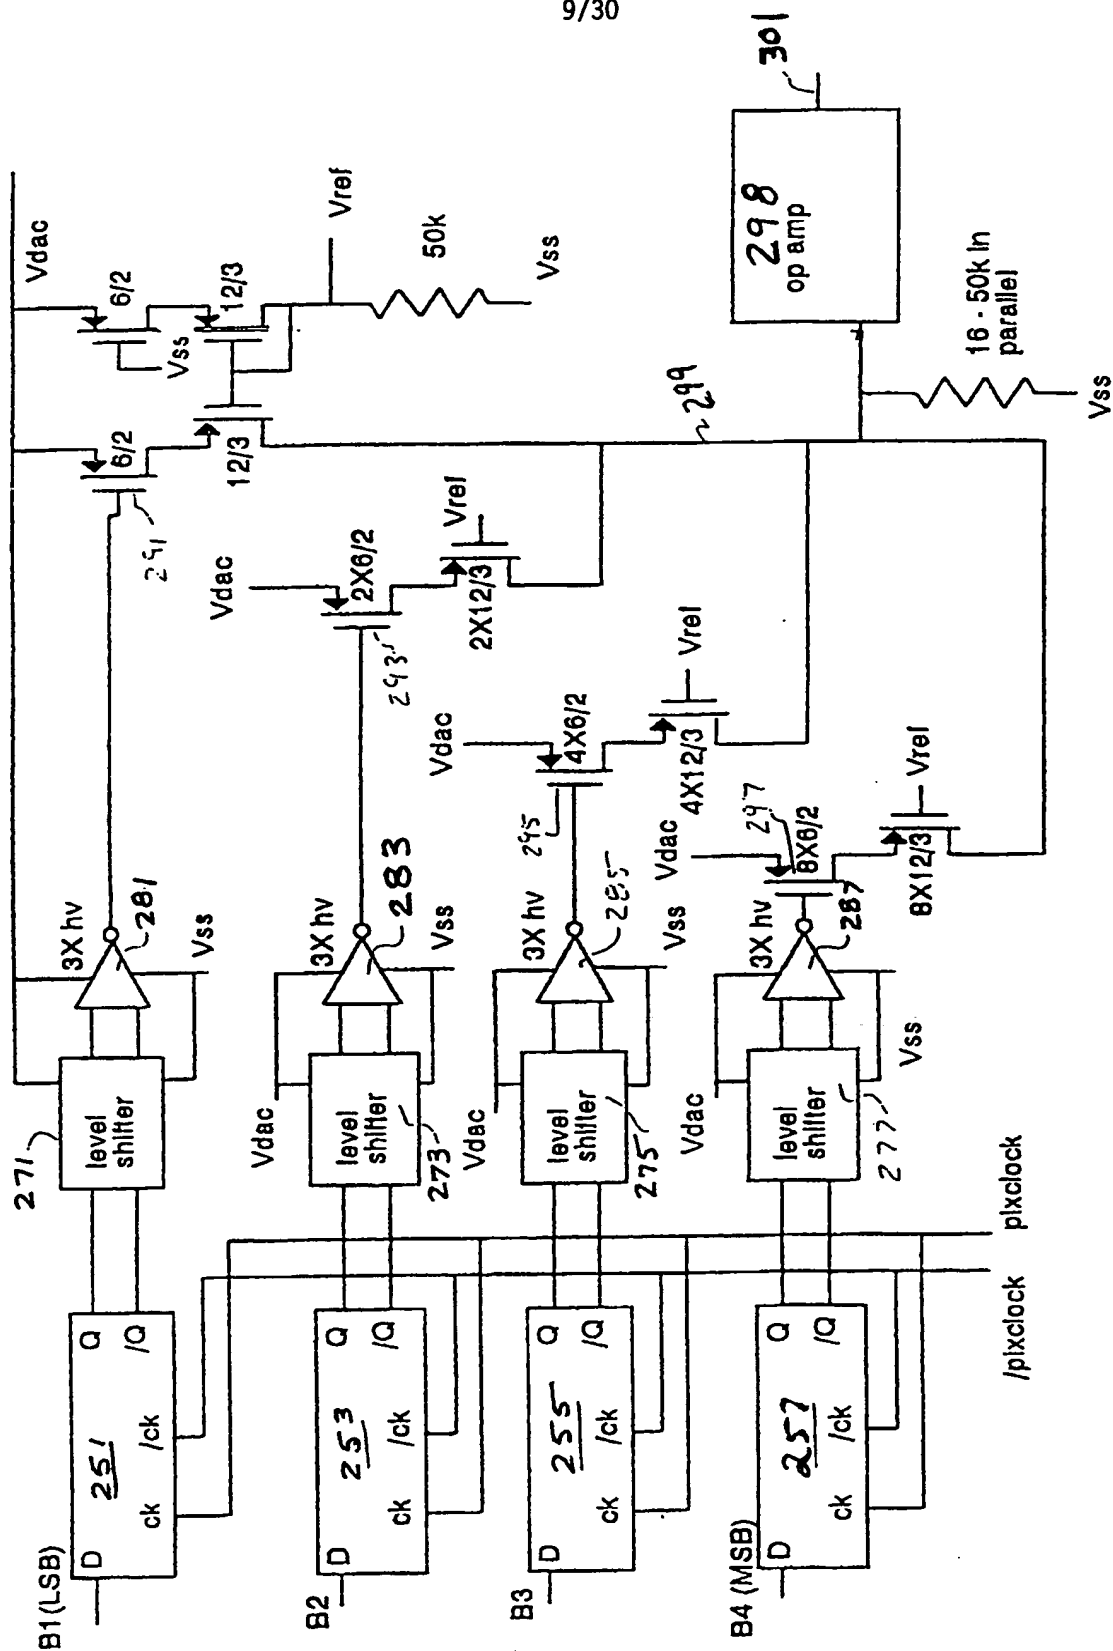 9/30
Vdac
6/2
Vss
12/3
Vref
50k
Vss
6/2
12/3
291
299
298
op amp
301
16 - 50k In
parallel
Vss
B1 (LSB)
D
251
Q
/Q
ck
/ck
271
level
shifter
3X hv
281
Vss
B2
D
253
Q
/Q
ck
/ck
Vdac
level
shifter
273
3X hv
283
Vss
Vdac
2X6/2
293
Vref
2X12/3
B3
D
255
Q
/Q
ck
/ck
Vdac
level
shifter
275
3X hv
285
Vss
Vdac
4X6/2
295
Vref
4X12/3
B4 (MSB)
D
257
Q
/Q
ck
/ck
Vdac
level
shifter
277
3X hv
287
Vss
Vdac
297
8X6/2
Vref
8X12/3
pixclock
/pixclock